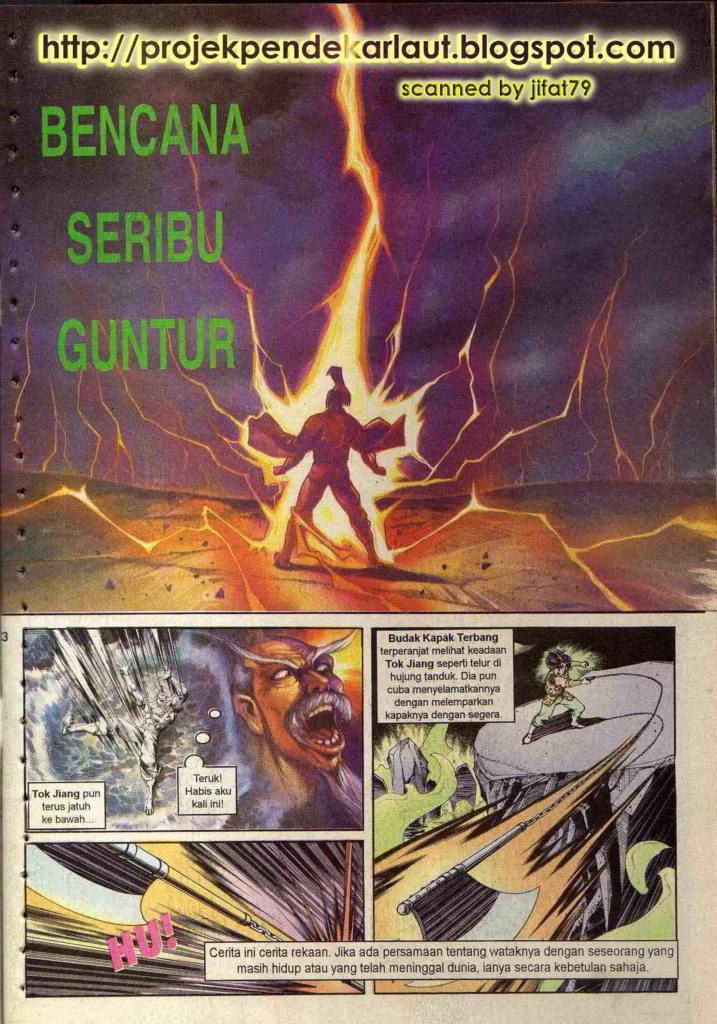 http://projekpendekarlaut.blogspot.com
scanned by jifat79
BENCANA
SERIBU
GUNTUR
3
Tok Jiang pun
terus jatuh
ke bawah...
Teruk!
Habis aku
kali ini!
Budak Kapak Terbang
terperanjat melihat keadaan
Tok Jiang seperti telur di
hujung tanduk. Dia pun
cuba menyelamatkannya
dengan melemparkan
kapaknya dengan segera.
HU!
Cerita ini cerita rekaan. Jika ada persamaan tentang wataknya dengan seseorang yang
masih hidup atau yang telah meninggal dunia, ianya secara kebetulan sahaja.